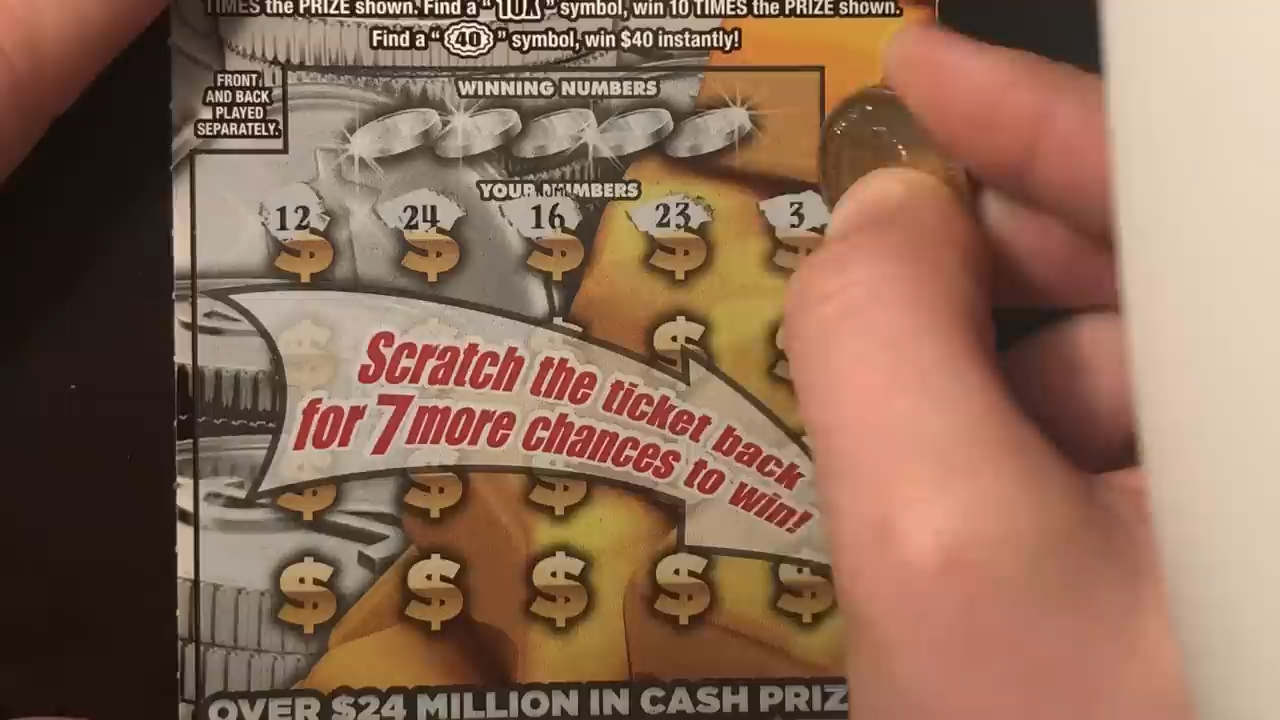 TIMES the PRIZE shown. Find a "10X" symbol, win 10 TIMES the PRIZE shown.
Find a "40" symbol, win $40 instantly!
FRONT
AND BACK
PLAYED
SEPARATELY.
WINNING NUMBERS
YOUR NUMBERS
12 24 16 23 3
$ $ $ $ $
$ $ $ $
Scratch the ticket back
for 7 more chances to win!
$ $ $
$ $ $ $ $
OVER $24 MILLION IN CASH PRIZ